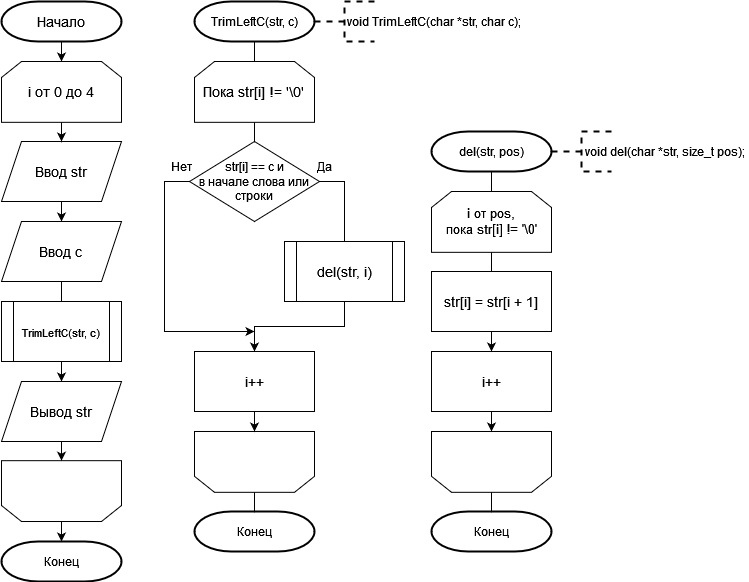 Начало
i от 0 до 4
Ввод str
Ввод c
TrimLeftC(str, c)
Вывод str
Конец
TrimLeftC(str, c)
void TrimLeftC(char *str, char c);
Пока str[i] != '\0'
Нет
str[i] == c и
в начале слова или
строки
Да
del(str, i)
i++
Конец
del(str, pos)
void del(char *str, size_t pos);
i от pos,
пока str[i] != '\0'
str[i] = str[i + 1]
i++
Конец